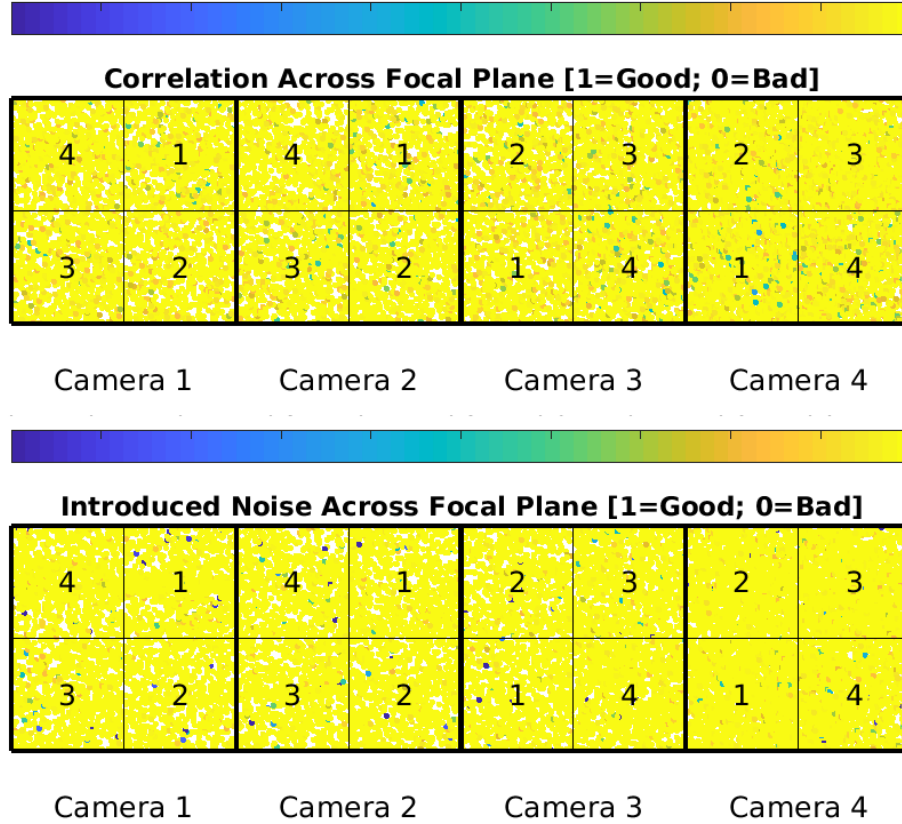 Correlation Across Focal Plane [1=Good; 0=Bad]
4 1 4 1 2 3 2 3
3 2 3 2 1 4 1 4
Camera 1 Camera 2 Camera 3 Camera 4
Introduced Noise Across Focal Plane [1=Good; 0=Bad]
4 1 4 1 2 3 2 3
3 2 3 2 1 4 1 4
Camera 1 Camera 2 Camera 3 Camera 4